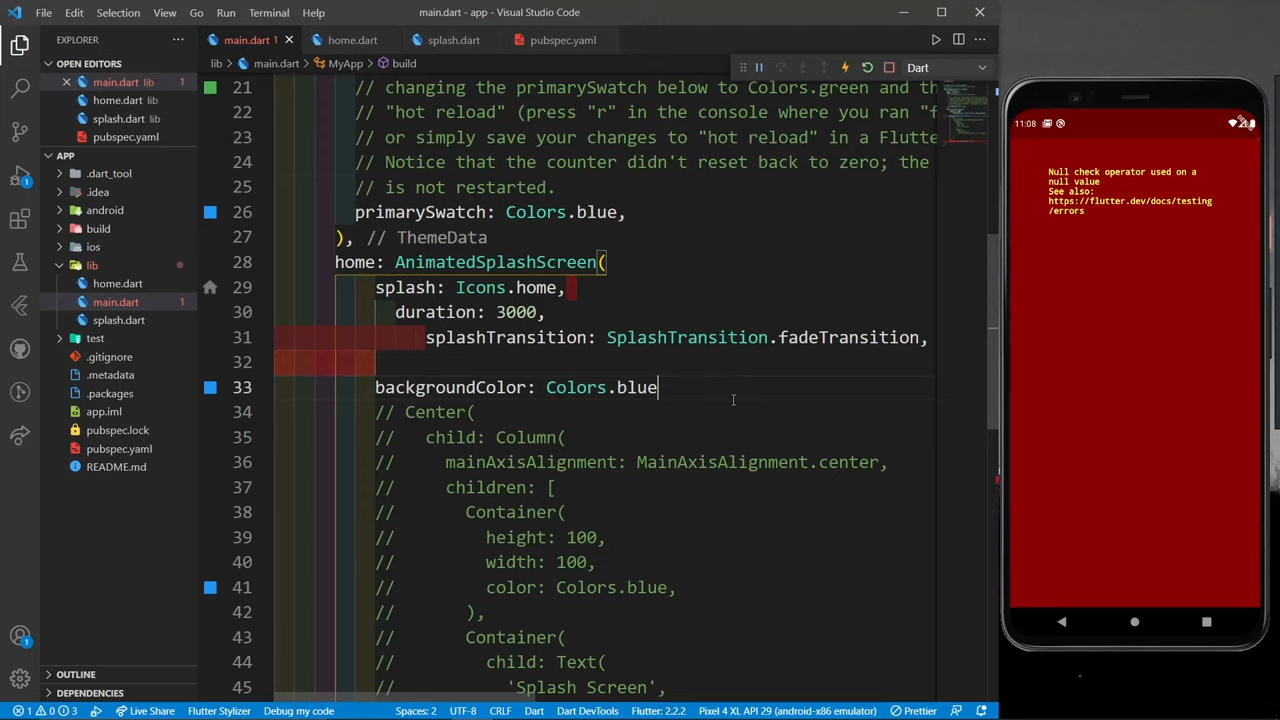 File Edit Selection View Go Run Terminal Help
main.dart - app - Visual Studio Code
EXPLORER
OPEN EDITORS
main.dart lib 1
home.dart lib
splash.dart lib
pubspec.yaml
APP
.dart_tool
.idea
android
build
ios
lib
home.dart
main.dart 1
splash.dart
test
.gitignore
.metadata
.packages
app.iml
pubspec.lock
pubspec.yaml
README.md
OUTLINE
DEPENDENCIES
main.dart 1 home.dart splash.dart pubspec.yaml
lib > main.dart > MyApp > build
Dart
21 // changing the primarySwatch below to Colors.green and th
22 // "hot reload" (press "r" in the console where you ran "f
23 // or simply save your changes to "hot reload" in a Flutte
24 // Notice that the counter didn't reset back to zero; the
25 // is not restarted.
26 primarySwatch: Colors.blue,
27 ), // ThemeData
28 home: AnimatedSplashScreen(
29 splash: Icons.home,
30 duration: 3000,
31 splashTransition: SplashTransition.fadeTransition,
32
33 backgroundColor: Colors.blue
34 // Center(
35 // child: Column(
36 // mainAxisAlignment: MainAxisAlignment.center,
37 // children: [
38 // Container(
39 // height: 100,
40 // width: 100,
41 // color: Colors.blue,
42 // ),
43 // Container(
44 // child: Text(
45 // 'Splash Screen',
11:08
Null check operator used on a
null value
See also:
https://flutter.dev/docs/testing
/errors
1
1
1 0 3 Live Share Flutter Stylizer Debug my code Spaces: 2 UTF-8 CRLF Dart Dart DevTools Flutter: 2.2.2 Pixel 4 XL API 29 (android-x86 emulator) Prettier